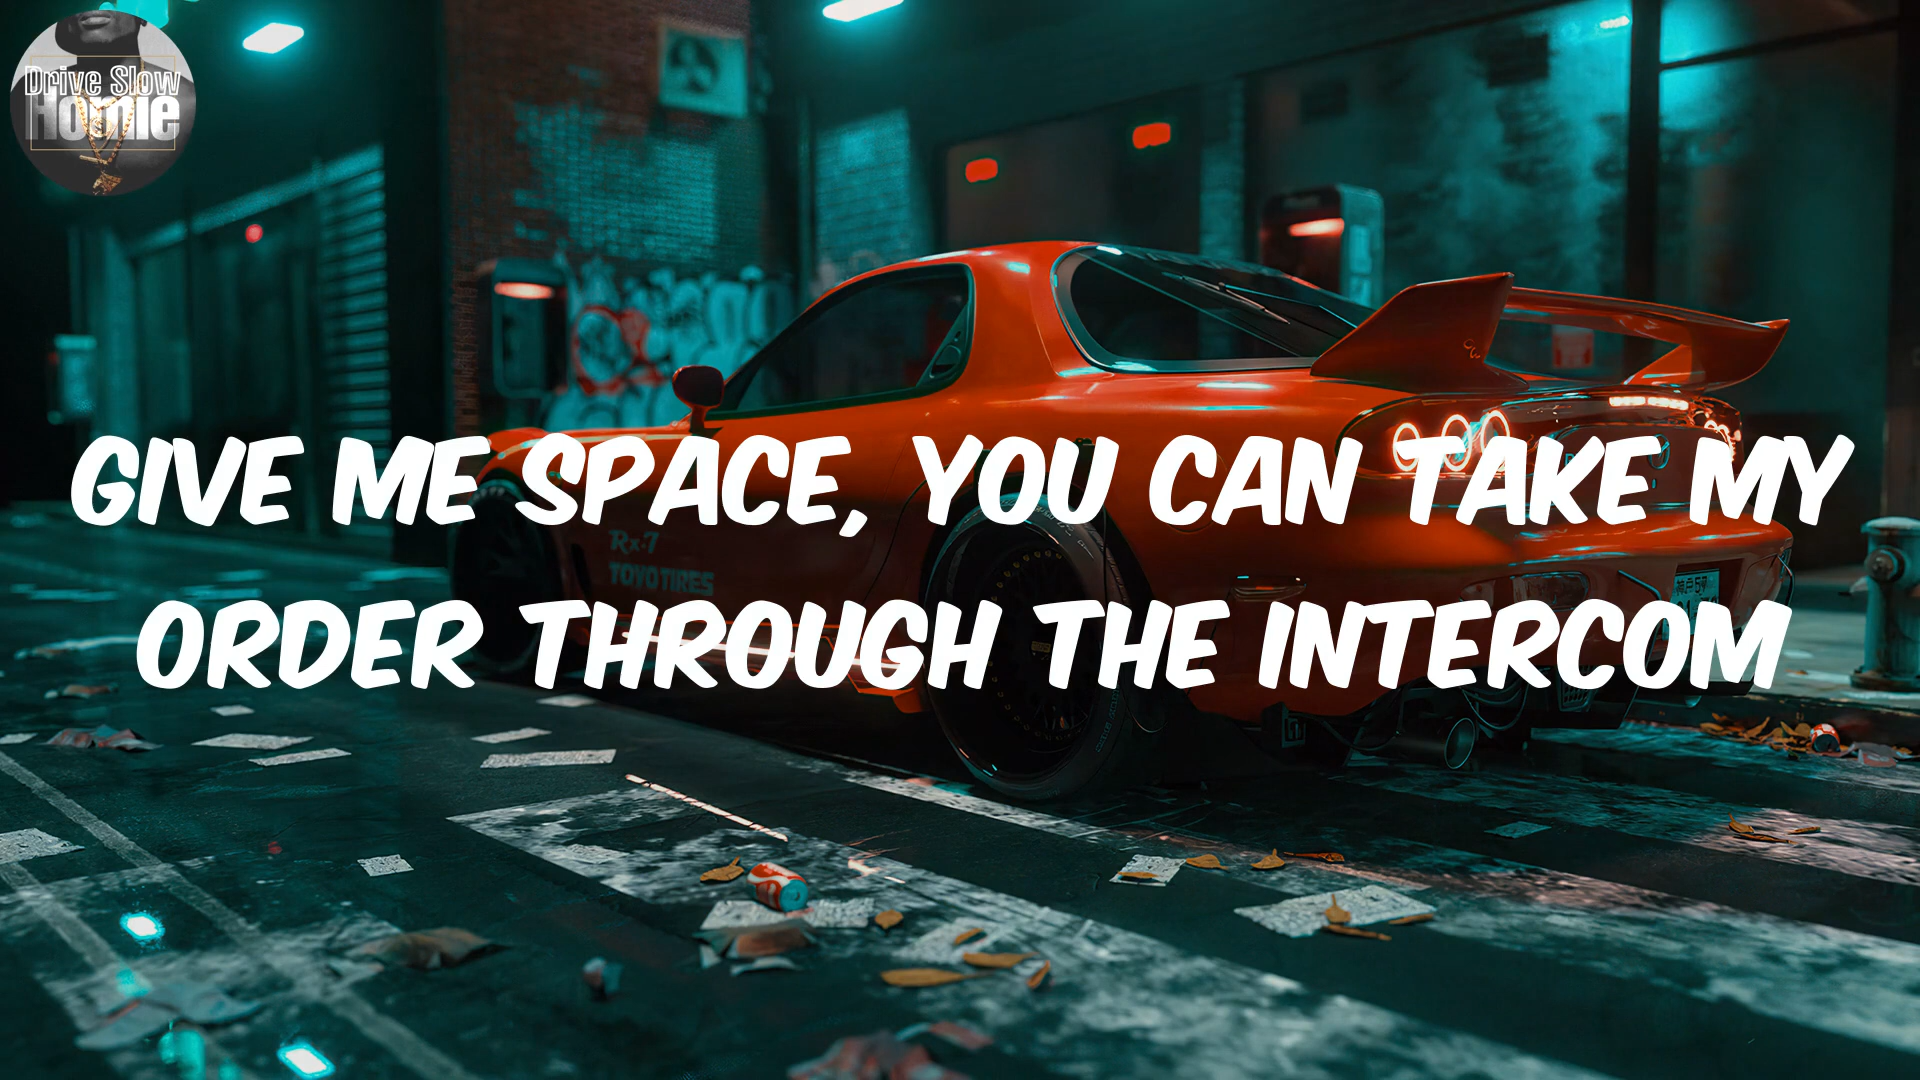 Drive Slow
Homie
GIVE ME SPACE, YOU CAN TAKE MY
ORDER THROUGH THE INTERCOM
Rx-7
TOYO TIRES